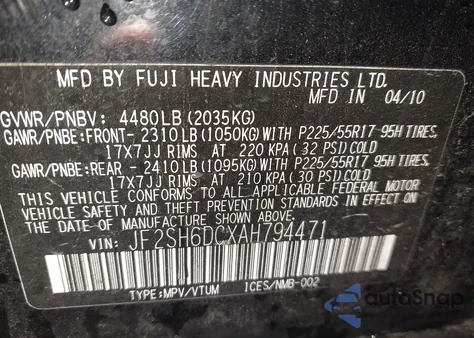 MFD BY FUJI HEAVY INDUSTRIES LTD.
MFD IN 04/10
GVWR/PNBV: 4480LB (2035KG)
GAWR/PNBE: FRONT- 2310LB (1050KG) WITH P225/55R17 95H TIRES,
17X7JJ RIMS AT 220 KPA (32 PSI) COLD
GAWR/PNBE: REAR - 2410LB (1095KG) WITH P225/55R17 95H TIRES,
17X7JJ RIMS AT 210 KPA (30 PSI) COLD
THIS VEHICLE CONFORMS TO ALL APPLICABLE FEDERAL MOTOR
VEHICLE SAFETY AND THEFT PREVENTION STANDARDS IN EFFECT ON
THE DATE OF MANUFACTURE SHOWN ABOVE.
VIN: JF2SH6DCXAH794471
TYPE: MPV/VTUM ICES/NMB-002
autoSnap